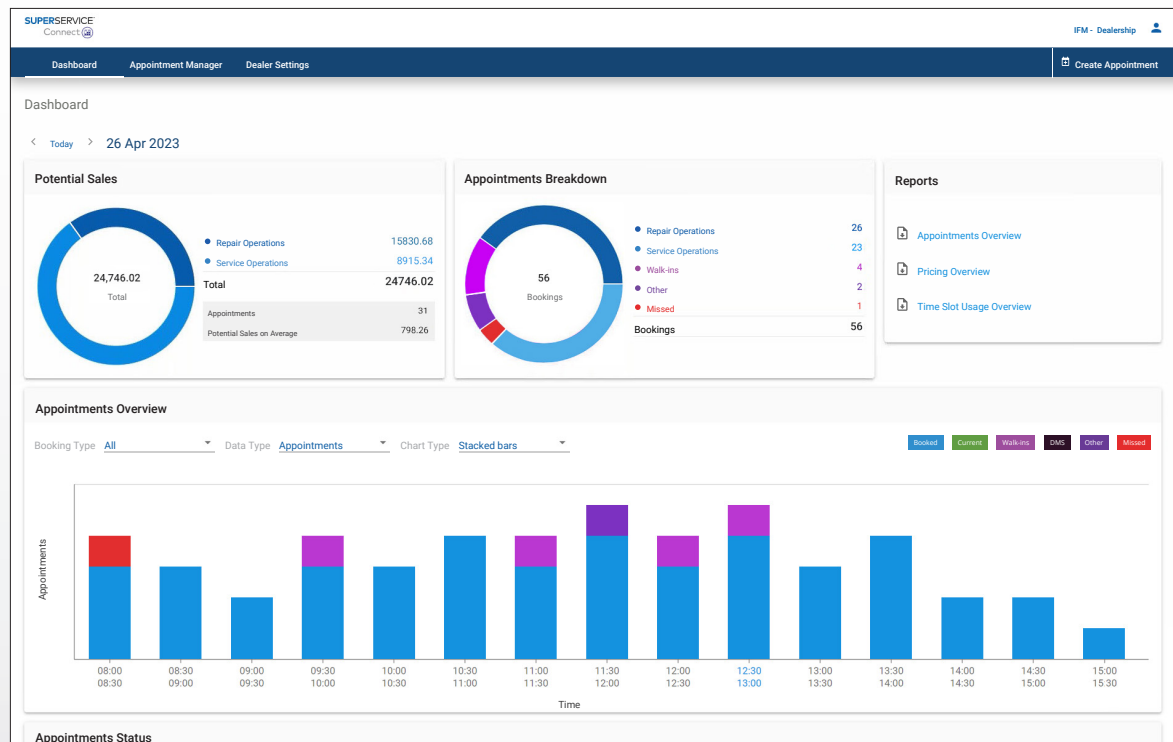 SUPERSERVICE
Connect
IFM - Dealership
Dashboard
Appointment Manager
Dealer Settings
Create Appointment
Dashboard
Today
26 Apr 2023
Potential Sales
24,746.02
Total
Repair Operations 15830.68
Service Operations 8915.34
Total 24746.02
Appointments 31
Potential Sales on Average 798.26
Appointments Breakdown
56
Bookings
Repair Operations 26
Service Operations 23
Walk-ins 4
Other 2
Missed 1
Bookings 56
Reports
Appointments Overview
Pricing Overview
Time Slot Usage Overview
Appointments Overview
Booking Type All Data Type Appointments Chart Type Stacked bars
Booked Current Walk-ins DMS Other Missed
Appointments
08:00 08:30 09:00 09:30 10:00 10:30 11:00 11:30 12:00 12:30 13:00 13:30 14:00 14:30 15:00
08:30 09:00 09:30 10:00 10:30 11:00 11:30 12:00 12:30 13:00 13:30 14:00 14:30 15:00 15:30
Time
Appointments Status